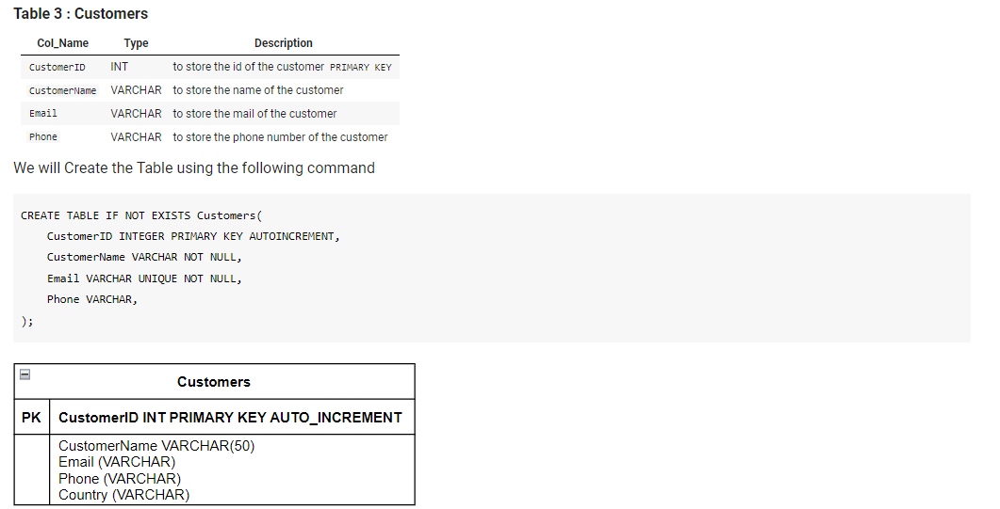 Table 3 : Customers
Col_Name Type Description
CustomerID INT to store the id of the customer PRIMARY KEY
CustomerName VARCHAR to store the name of the customer
Email VARCHAR to store the mail of the customer
Phone VARCHAR to store the phone number of the customer
We will Create the Table using the following command
CREATE TABLE IF NOT EXISTS Customers(
CustomerID INTEGER PRIMARY KEY AUTOINCREMENT,
CustomerName VARCHAR NOT NULL,
Email VARCHAR UNIQUE NOT NULL,
Phone VARCHAR,
);
Customers
PK CustomerID INT PRIMARY KEY AUTO_INCREMENT
CustomerName VARCHAR(50)
Email (VARCHAR)
Phone (VARCHAR)
Country (VARCHAR)